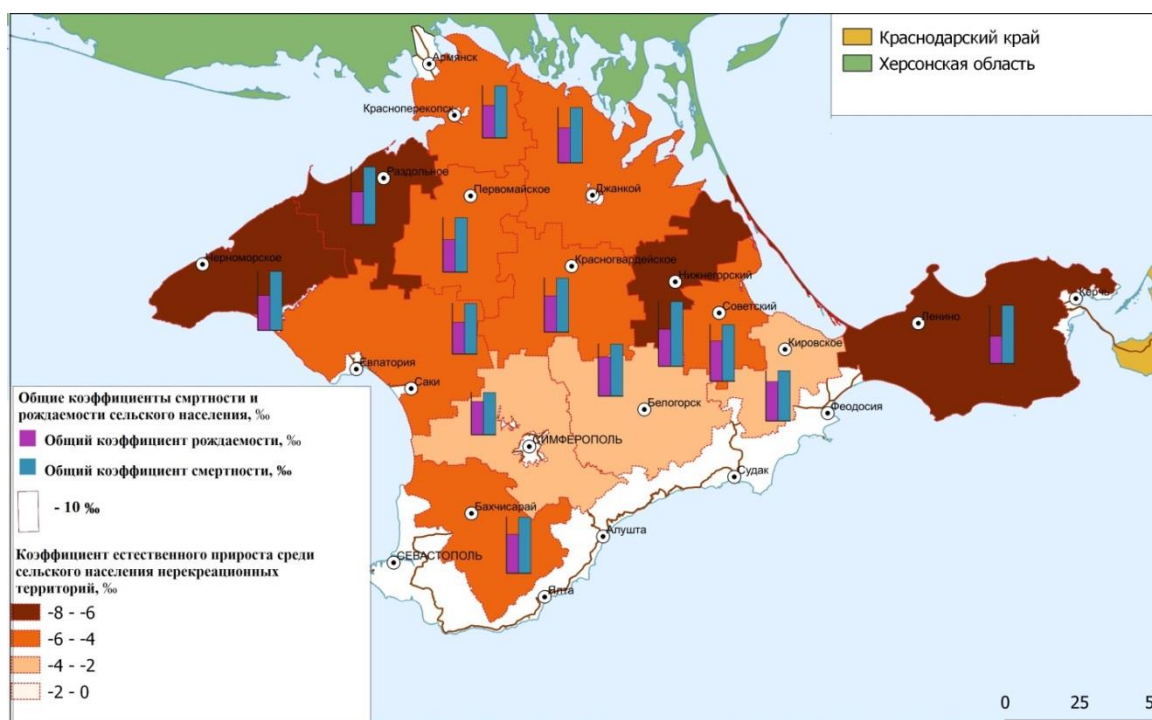 Краснодарский край
Херсонская область
Армянск
Красноперекопск
Раздольное
Первомайское
Джанкой
Черноморское
Красногвардейское
Нижнегорский
Советский
Ленино
Керчь
Кировское
Евпатория
Саки
Белогорск
Феодосия
СИМФЕРОПОЛЬ
Судак
Бахчисарай
Алушта
СЕВАСТОПОЛЬ
Ялта
Общие коэффициенты смртности и
рождаемости сельского населения, ‰
Общий коэффициент рождаемости, ‰
Общий коэффициент смертности, ‰
- 10 ‰
Коэффициент естественного прироста среди
сельского населения нерекреационных
территорий, ‰
-8 - -6
-6 - -4
-4 - -2
-2 - 0
0 25 5